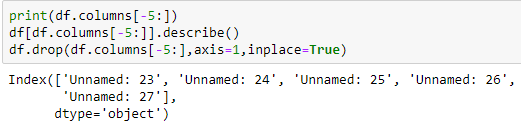 print(df.columns[-5:])
df[df.columns[-5:]].describe()
df.drop(df.columns[-5:],axis=1,inplace=True)
Index(['Unnamed: 23', 'Unnamed: 24', 'Unnamed: 25', 'Unnamed: 26',
'Unnamed: 27'],
dtype='object')